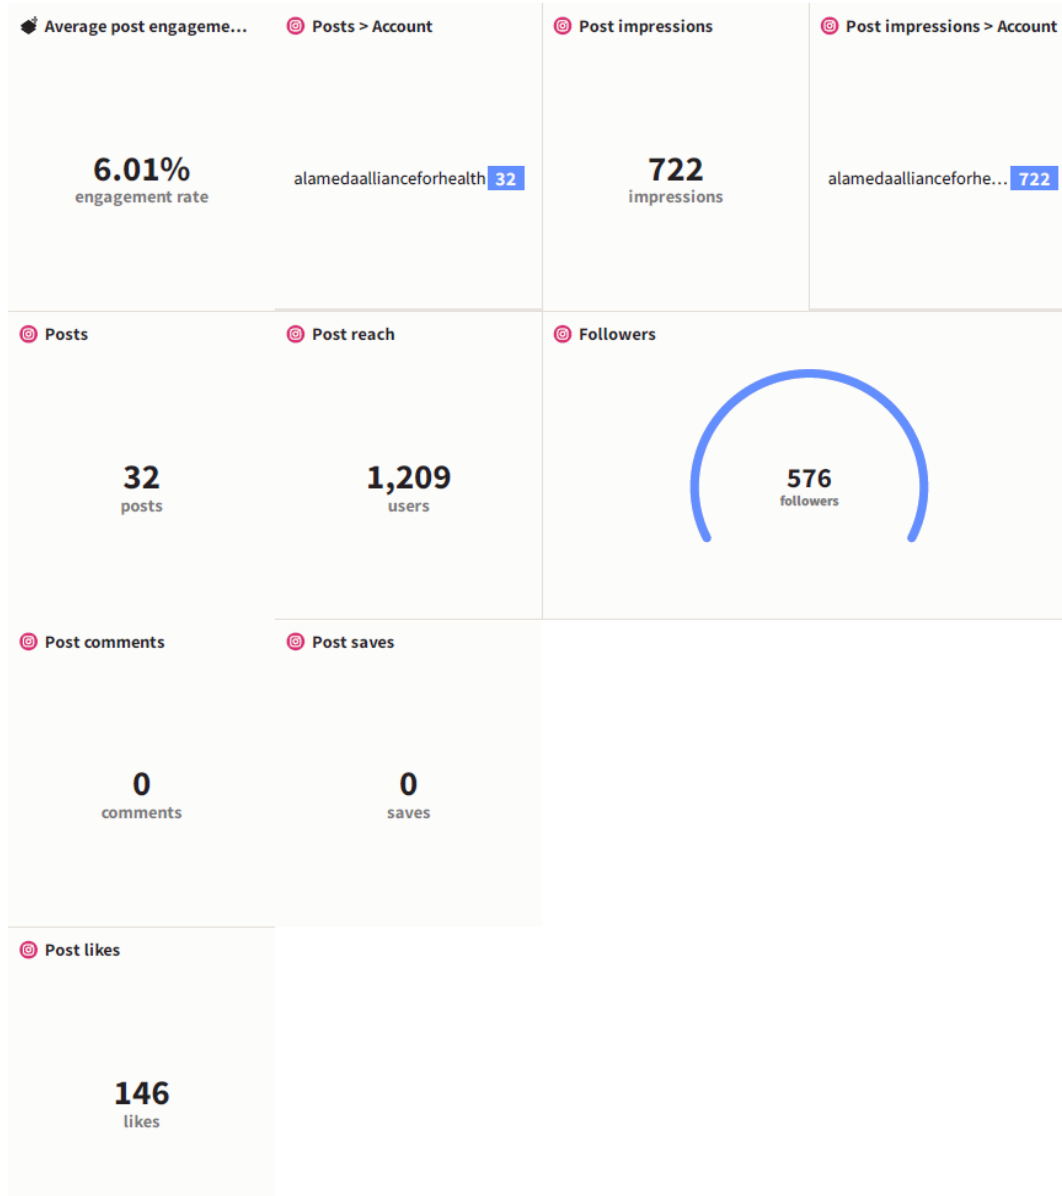 Average post engageme...
6.01%
engagement rate
Posts > Account
alamedaallianceforhealth 32
Post impressions
722
impressions
Post impressions > Account
alamedaallianceforhe... 722
Posts
32
posts
Post reach
1,209
users
Followers
576
followers
Post comments
0
comments
Post saves
0
saves
Post likes
146
likes